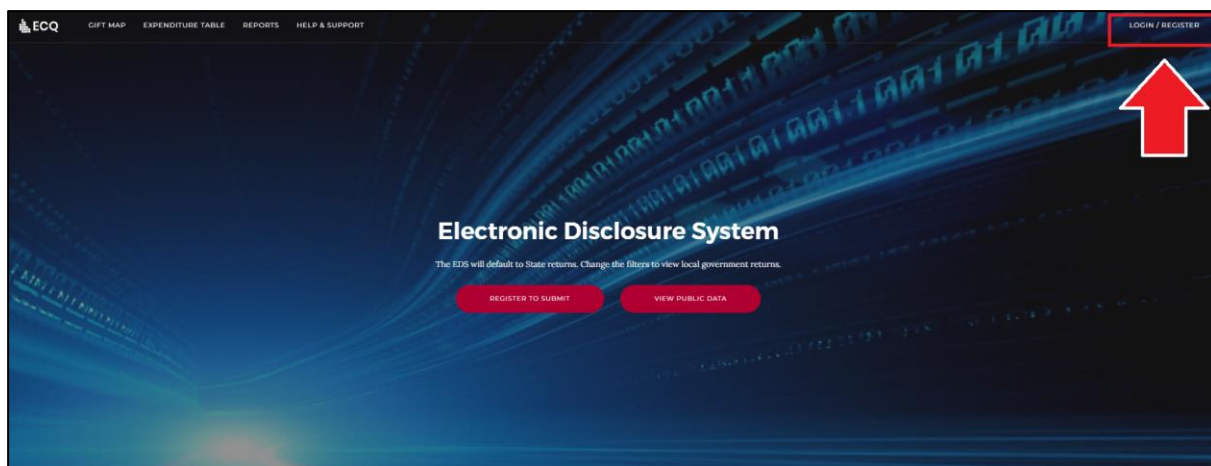 ECQ GIFT MAP EXPENDITURE TABLE REPORTS HELP & SUPPORT LOGIN / REGISTER
Electronic Disclosure System
The EDS will default to State returns. Change the filters to view local government returns.
REGISTER TO SUBMIT VIEW PUBLIC DATA